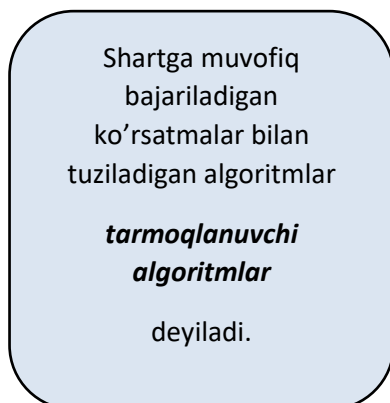 Shartga muvofiq
bajariladigan
ko’rsatmalar bilan
tuziladigan algoritmlar
tarmoqlanuvchi
algoritmlar
deyiladi.